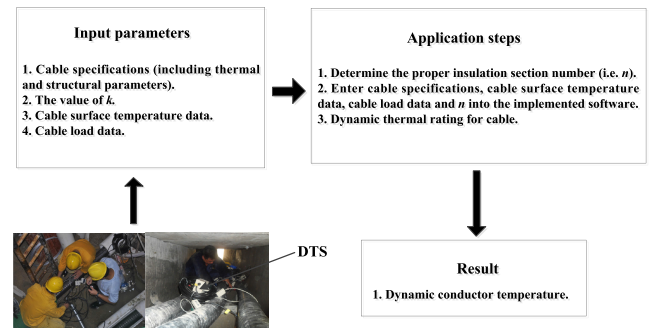 Input parameters
1. Cable specifications (including thermal
and structural parameters).
2. The value of k.
3. Cable surface temperature data.
4. Cable load data.
Application steps
1. Determine the proper insulation section number (i.e. n).
2. Enter cable specifications, cable surface temperature
data, cable load data and n into the implemented software.
3. Dynamic thermal rating for cable.
DTS
Result
1. Dynamic conductor temperature.